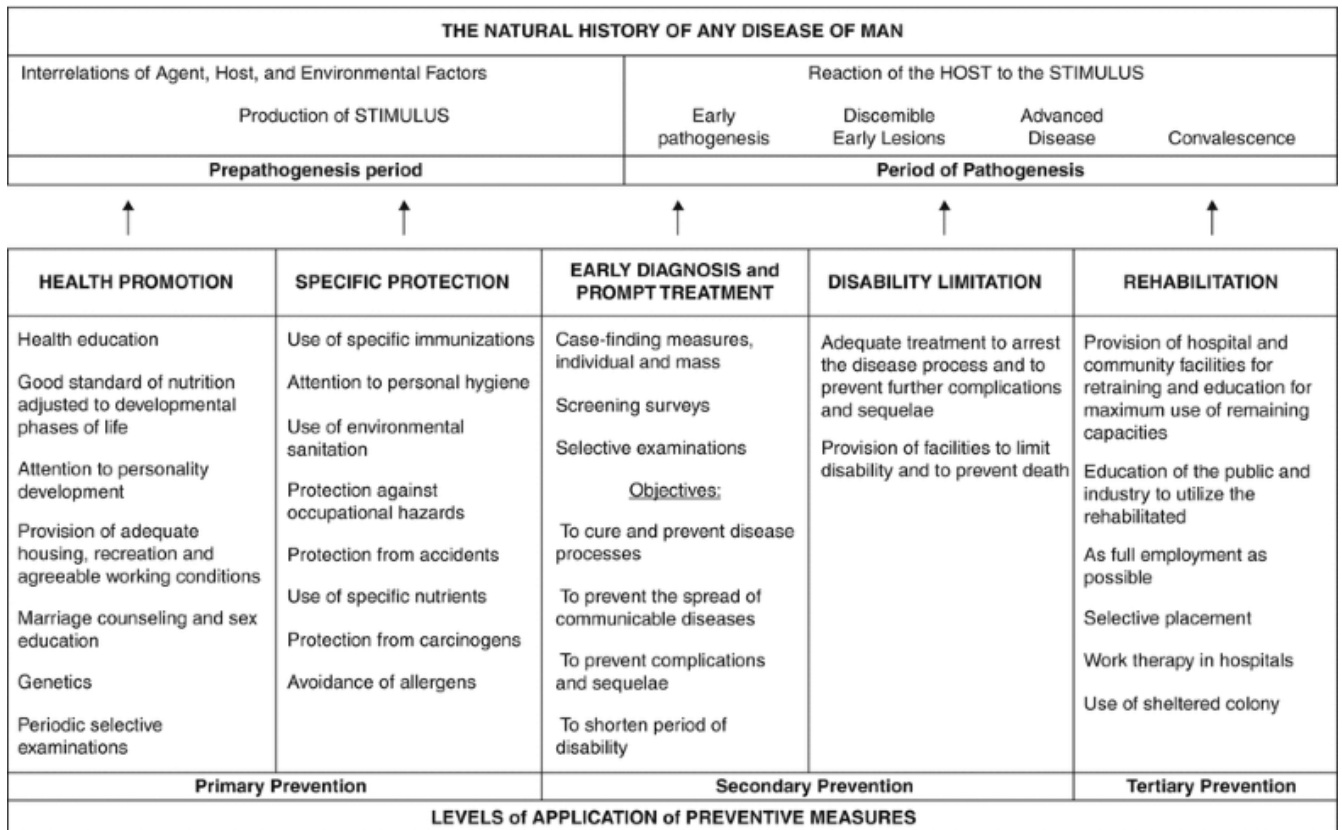 THE NATURAL HISTORY OF ANY DISEASE OF MAN
Interrelations of Agent, Host, and Environmental Factors
Production of STIMULUS
Reaction of the HOST to the STIMULUS
Early
pathogenesis
Discernible
Early Lesions
Advanced
Disease
Convalescence
Prepathogenesis period
Period of Pathogenesis
HEALTH PROMOTION
Health education
Good standard of nutrition
adjusted to developmental
phases of life
Attention to personality
development
Provision of adequate
housing, recreation and
agreeable working conditions
Marriage counseling and sex
education
Genetics
Periodic selective
examinations
SPECIFIC PROTECTION
Use of specific immunizations
Attention to personal hygiene
Use of environmental
sanitation
Protection against
occupational hazards
Protection from accidents
Use of specific nutrients
Protection from carcinogens
Avoidance of allergens
EARLY DIAGNOSIS and
PROMPT TREATMENT
Case-finding measures,
individual and mass
Screening surveys
Selective examinations
Objectives:
To cure and prevent disease
processes
To prevent the spread of
communicable diseases
To prevent complications
and sequelae
To shorten period of
disability
DISABILITY LIMITATION
Adequate treatment to arrest
the disease process and to
prevent further complications
and sequelae
Provision of facilities to limit
disability and to prevent death
REHABILITATION
Provision of hospital and
community facilities for
retraining and education for
maximum use of remaining
capacities
Education of the public and
industry to utilize the
rehabilitated
As full employment as
possible
Selective placement
Work therapy in hospitals
Use of sheltered colony
Primary Prevention
Secondary Prevention
Tertiary Prevention
LEVELS of APPLICATION of PREVENTIVE MEASURES